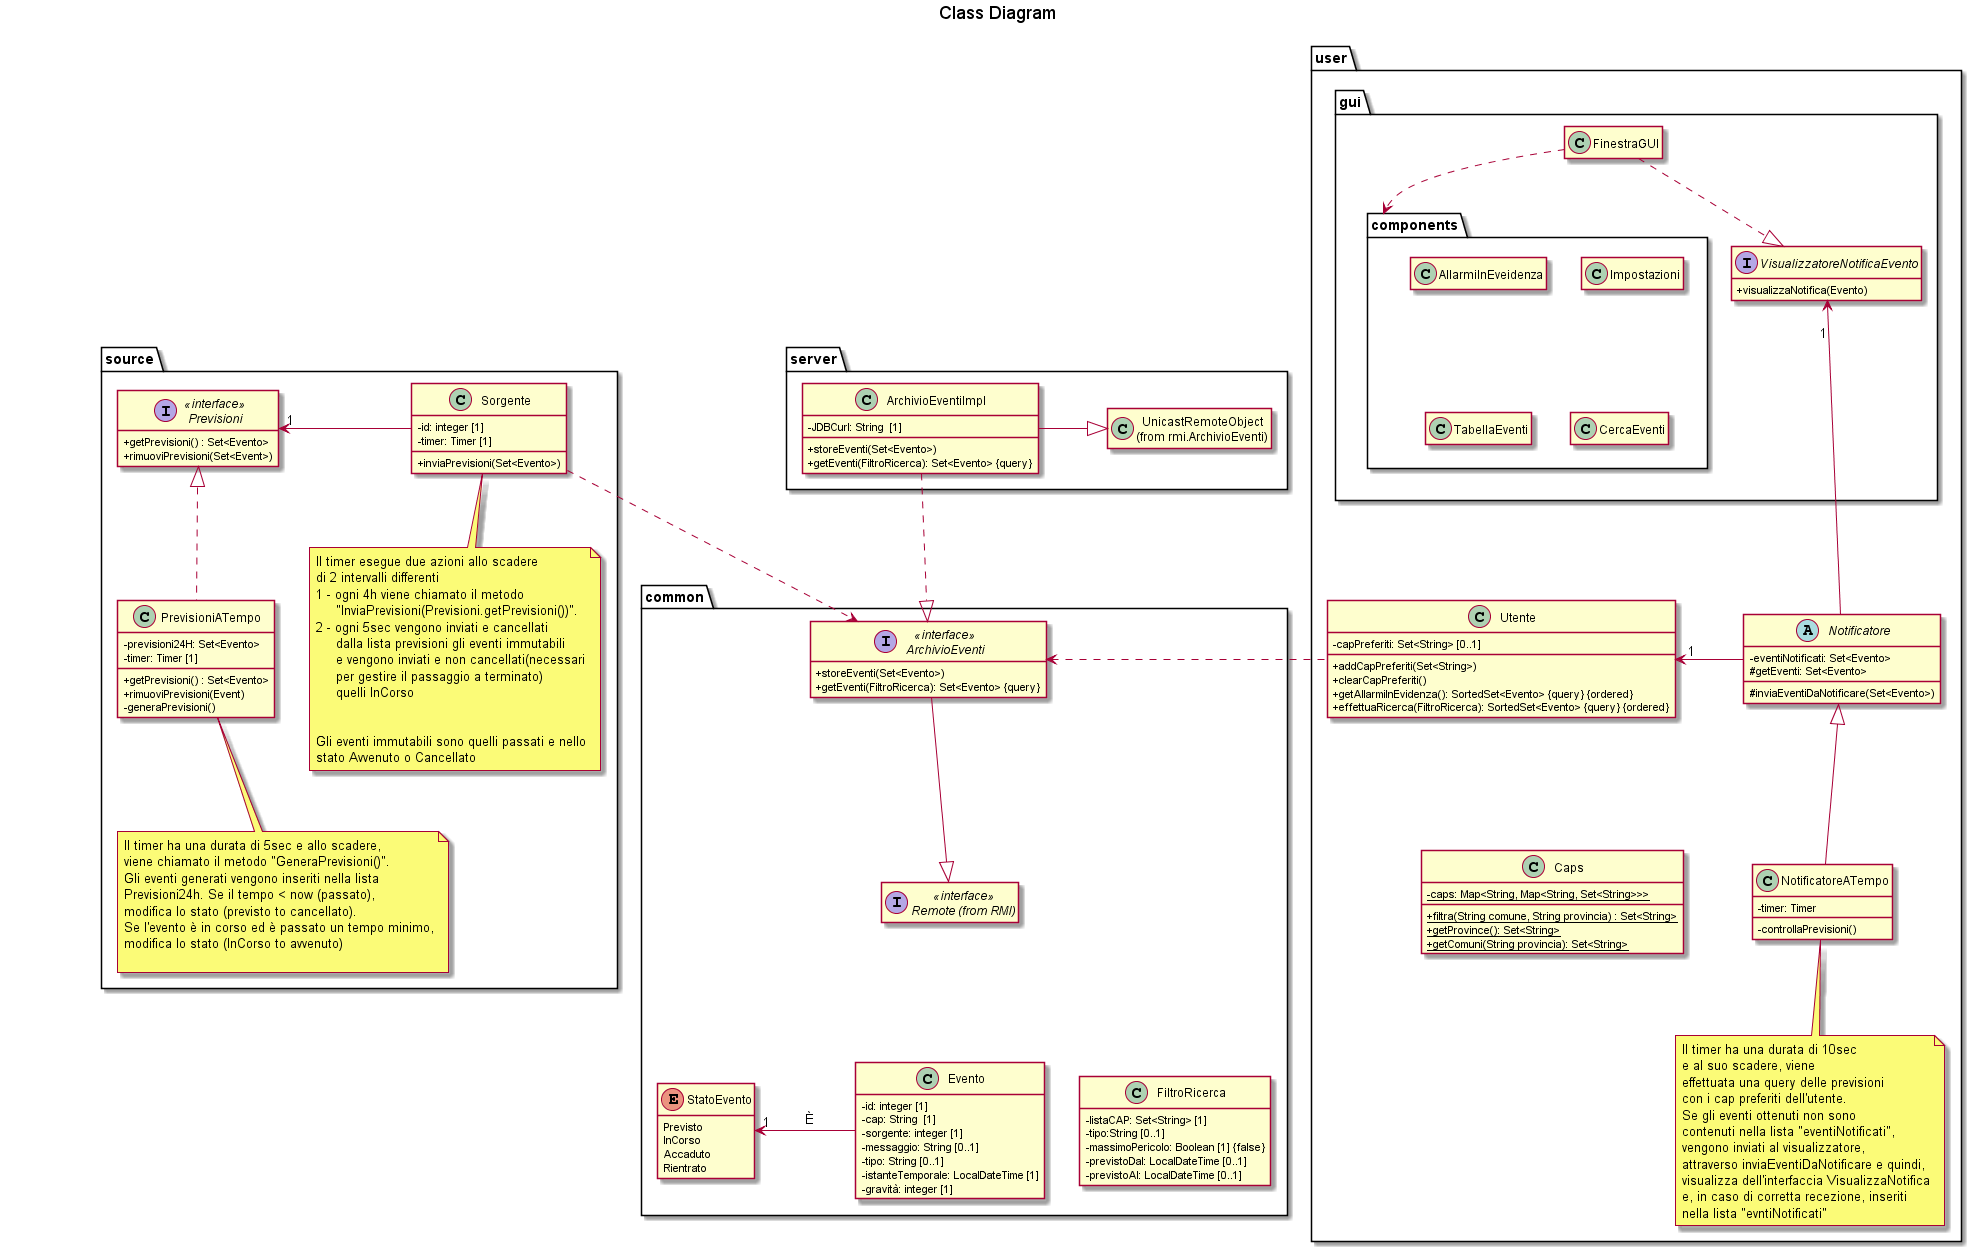 Class Diagram
user
gui
C FinestraGUI
components
C AllarmiInEveidenza
C Impostazioni
C TabellaEventi
C CercaEventi
I VisualizzatoreNotificaEvento
+visualizzaNotifica(Evento)
1
source
I «interface»
Previsioni
+getPrevisioni() : Set<Evento>
+rimuoviPrevisioni(Set<Event>)
1
C Sorgente
-id: integer [1]
-timer: Timer [1]
+inviaPrevisioni(Set<Evento>)
Il timer esegue due azioni allo scadere
di 2 intervalli differenti
1 - ogni 4h viene chiamato il metodo
"InviaPrevisioni(Previsioni.getPrevisioni())".
2 - ogni 5sec vengono inviati e cancellati
dalla lista previsioni gli eventi immutabili
e vengono inviati e non cancellati(necessari
per gestire il passaggio a terminato)
quelli InCorso
Gli eventi immutabili sono quelli passati e nello
stato Avvenuto o Cancellato
C PrevisioniATempo
-previsioni24H: Set<Evento>
-timer: Timer [1]
+getPrevisioni() : Set<Evento>
+rimuoviPrevisioni(Event)
-generaPrevisioni()
Il timer ha una durata di 5sec e allo scadere,
viene chiamato il metodo "GeneraPrevisioni()".
Gli eventi generati vengono inseriti nella lista
Previsioni24h. Se il tempo < now (passato),
modifica lo stato (previsto to cancellato).
Se l'evento è in corso ed è passato un tempo minimo,
modifica lo stato (InCorso to avvenuto)
server
C ArchivioEventiImpl
-JDBCurl: String  [1]
+storeEventi(Set<Evento>)
+getEventi(FiltroRicerca): Set<Evento> {query}
C UnicastRemoteObject
(from rmi.ArchivioEventi)
common
I «interface»
ArchivioEventi
+storeEventi(Set<Evento>)
+getEventi(FiltroRicerca): Set<Evento> {query}
I «interface»
Remote (from RMI)
E StatoEvento
Previsto
InCorso
Accaduto
Rientrato
1
È
C Evento
-id: integer [1]
-cap: String  [1]
-sorgente: integer [1]
-messaggio: String [0..1]
-tipo: String [0..1]
-istanteTemporale: LocalDateTime [1]
-gravità: integer [1]
C FiltroRicerca
-listaCAP: Set<String> [1]
-tipo:String [0..1]
-massimoPericolo: Boolean [1] {false}
-previstoDal: LocalDateTime [0..1]
-previstoAl: LocalDateTime [0..1]
C Utente
-capPreferiti: Set<String> [0..1]
+addCapPreferiti(Set<String>)
+clearCapPreferiti()
+getAllarmiInEvidenza(): SortedSet<Evento> {query} {ordered}
+effettuaRicerca(FiltroRicerca): SortedSet<Evento> {query} {ordered}
1
A Notificatore
-eventiNotificati: Set<Evento>
#getEventi: Set<Evento>
#inviaEventiDaNotificare(Set<Evento>)
C Caps
-caps: Map<String, Map<String, Set<String>>>
+filtra(String comune, String provincia) : Set<String>
+getProvince(): Set<String>
+getComuni(String provincia): Set<String>
C NotificatoreATempo
-timer: Timer
-controllaPrevisioni()
Il timer ha una durata di 10sec
e al suo scadere, viene
effettuata una query delle previsioni
con i cap preferiti dell'utente.
Se gli eventi ottenuti non sono
contenuti nella lista "eventiNotificati",
vengono inviati al visualizzatore,
attraverso inviaEventiDaNotificare e quindi,
visualizza dell'interfaccia VisualizzaNotifica
e, in caso di corretta recezione, inseriti
nella lista "evntiNotificati"